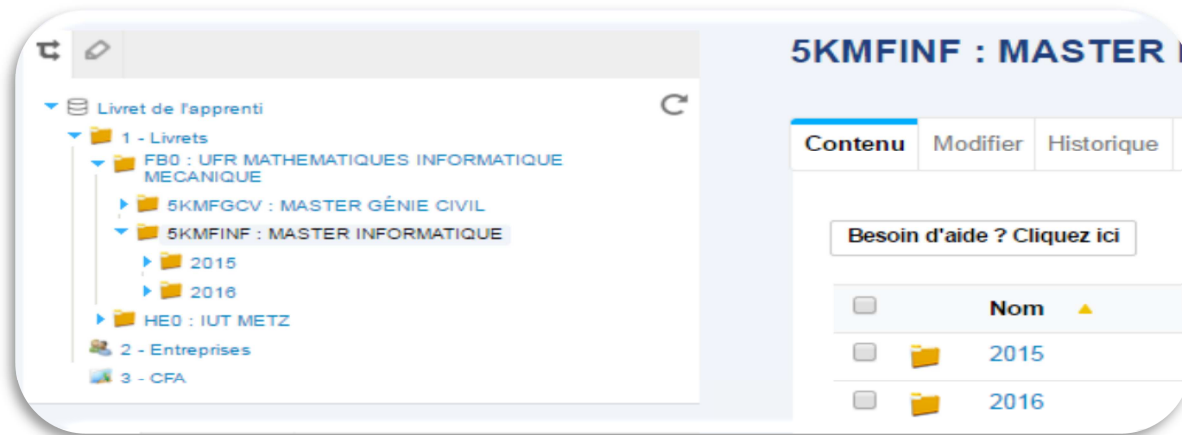 Livret de l'apprenti
1 - Livrets
FB0 : UFR MATHEMATIQUES INFORMATIQUE
MECANIQUE
5KMFGCV : MASTER GÉNIE CIVIL
5KMFINF : MASTER INFORMATIQUE
2015
2016
HE0 : IUT METZ
2 - Entreprises
3 - CFA
5KMFINF : MASTER
Contenu Modifier Historique
Besoin d'aide ? Cliquez ici
Nom
2015
2016